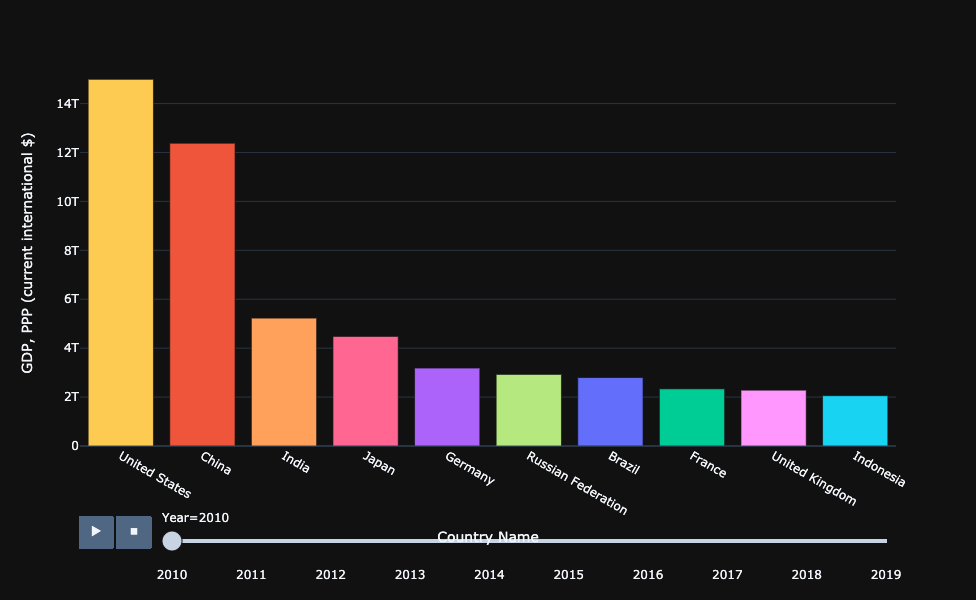 GDP, PPP (current international $)
14T
12T
10T
8T
6T
4T
2T
0
United States
China
India
Japan
Germany
Russian Federation
Brazil
France
United Kingdom
Indonesia
Year=2010
Country Name
2010 2011 2012 2013 2014 2015 2016 2017 2018 2019